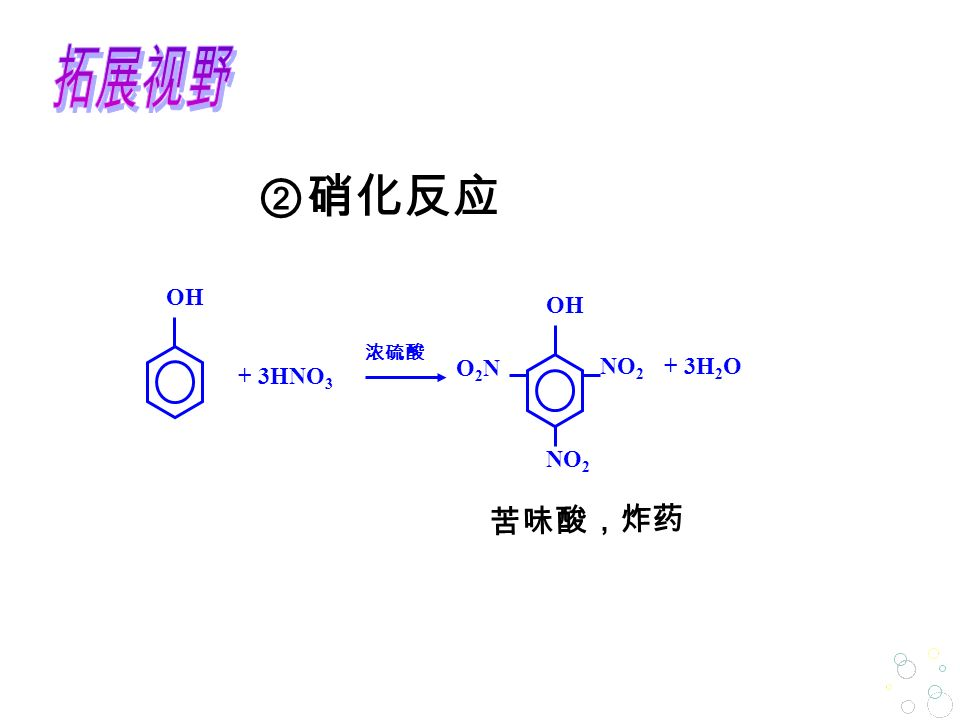 拓展视野
②硝化反应
OH
+ 3HNO₃
浓硫酸
OH
O₂N
NO₂ + 3H₂O
NO₂
苦味酸，炸药